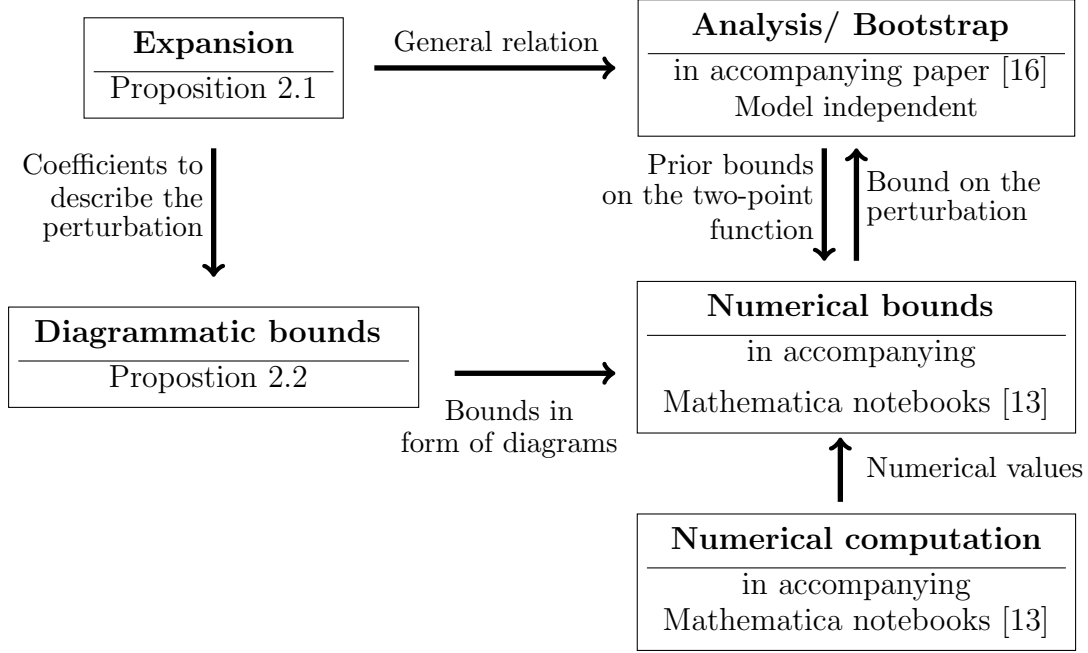 Expansion
Proposition 2.1
General relation
Analysis/ Bootstrap
in accompanying paper [16]
Model independent
Coefficients to
describe the
perturbation
Prior bounds
on the two-point
function
Bound on the
perturbation
Diagrammatic bounds
Propostion 2.2
Bounds in
form of diagrams
Numerical bounds
in accompanying
Mathematica notebooks [13]
Numerical values
Numerical computation
in accompanying
Mathematica notebooks [13]